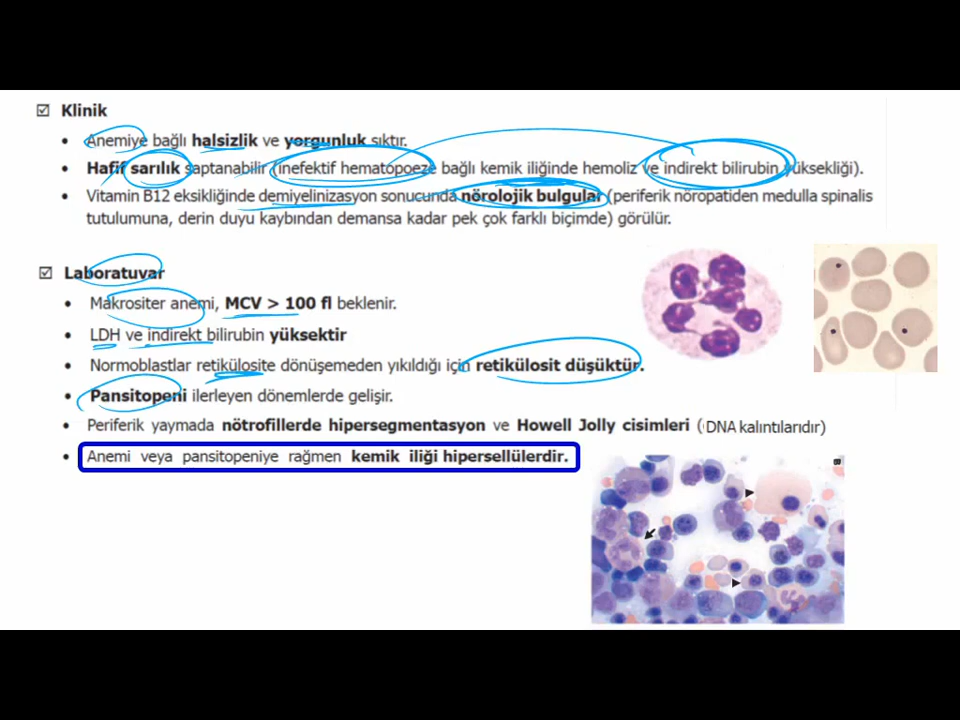 ☑ Klinik
• Anemiye bağlı halsizlik ve yorgunluk sıktır.
• Hafif sarılık saptanabilir (inefektif hematopoeze bağlı kemik iliğinde hemoliz ve indirekt bilirubin yüksekliği).
• Vitamin B12 eksikliğinde demiyelinizasyon sonucunda nörolojik bulgular (periferik nöropatiden medulla spinalis
tutulumuna, derin duyu kaybından demansa kadar pek çok farklı biçimde) görülür.
☑ Laboratuvar
• Makrositer anemi, MCV > 100 fl beklenir.
• LDH ve indirekt bilirubin yüksektir
• Normoblastlar retikülosite dönüşemeden yıkıldığı için retikülosit düşüktür.
• Pansitopeni ilerleyen dönemlerde gelişir.
• Periferik yaymada nötrofillerde hipersegmentasyon ve Howell Jolly cisimleri (DNA kalıntılarıdır)
• Anemi veya pansitopeniye rağmen kemik iliği hipersellülerdir.